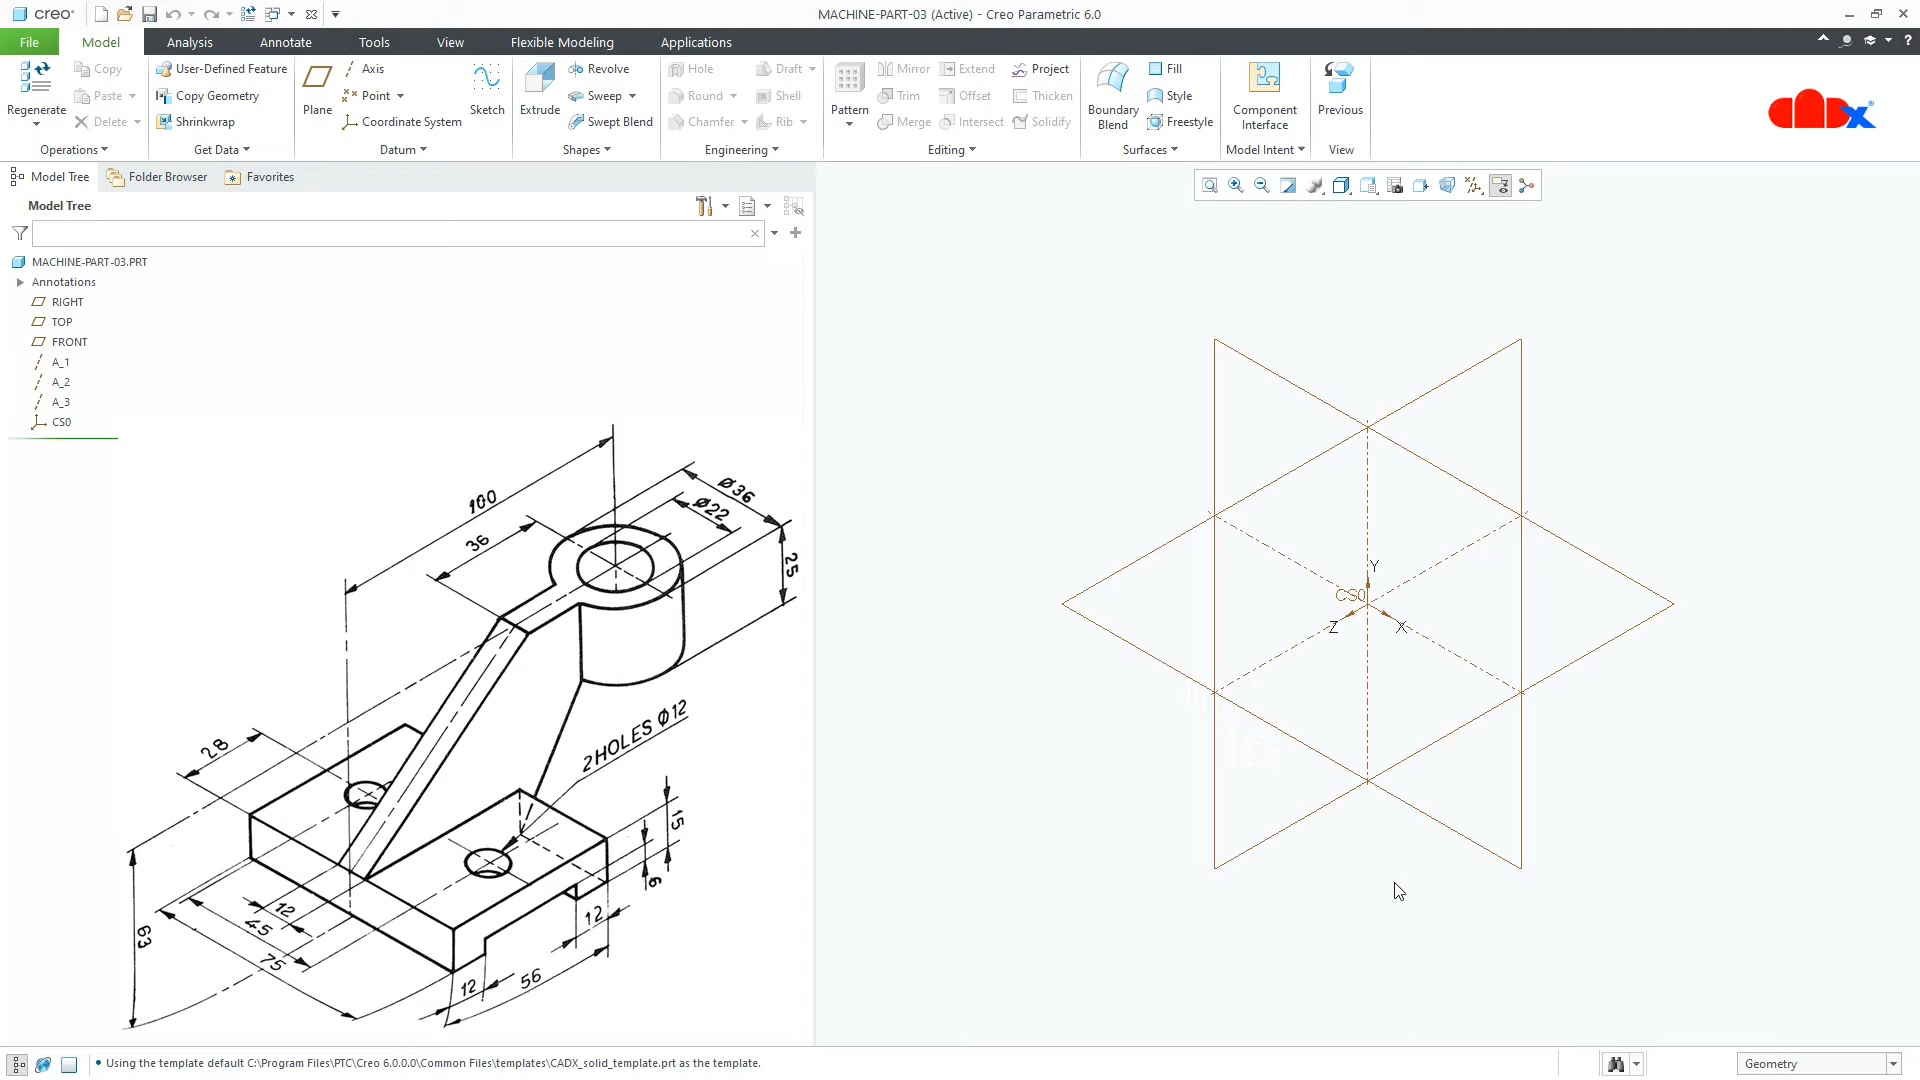 creo
MACHINE-PART-03 (Active) - Creo Parametric 6.0
File Model Analysis Annotate Tools View Flexible Modeling Applications
Regenerate
Copy
Paste
Delete
Operations
User-Defined Feature
Copy Geometry
Shrinkwrap
Get Data
Plane
Axis
Point
Coordinate System
Sketch
Datum
Extrude
Revolve
Sweep
Swept Blend
Shapes
Hole
Round
Chamfer
Draft
Shell
Rib
Engineering
Pattern
Mirror
Trim
Merge
Extend
Offset
Intersect
Project
Thicken
Solidify
Editing
Boundary
Blend
Fill
Style
Freestyle
Surfaces
Component
Interface
Model Intent
Previous
View
CADx
Model Tree Folder Browser Favorites
Model Tree
MACHINE-PART-03.PRT
Annotations
RIGHT
TOP
FRONT
A_1
A_2
A_3
CS0
100
Ø36
Ø22
36
25
2 HOLES Ø12
28
15
6
12
12
45
75
63
12
56
Y
CS0
Z
X
Using the template default C:\Program Files\PTC\Creo 6.0.0.0\Common Files\templates\CADX_solid_template.prt as the template.
Geometry